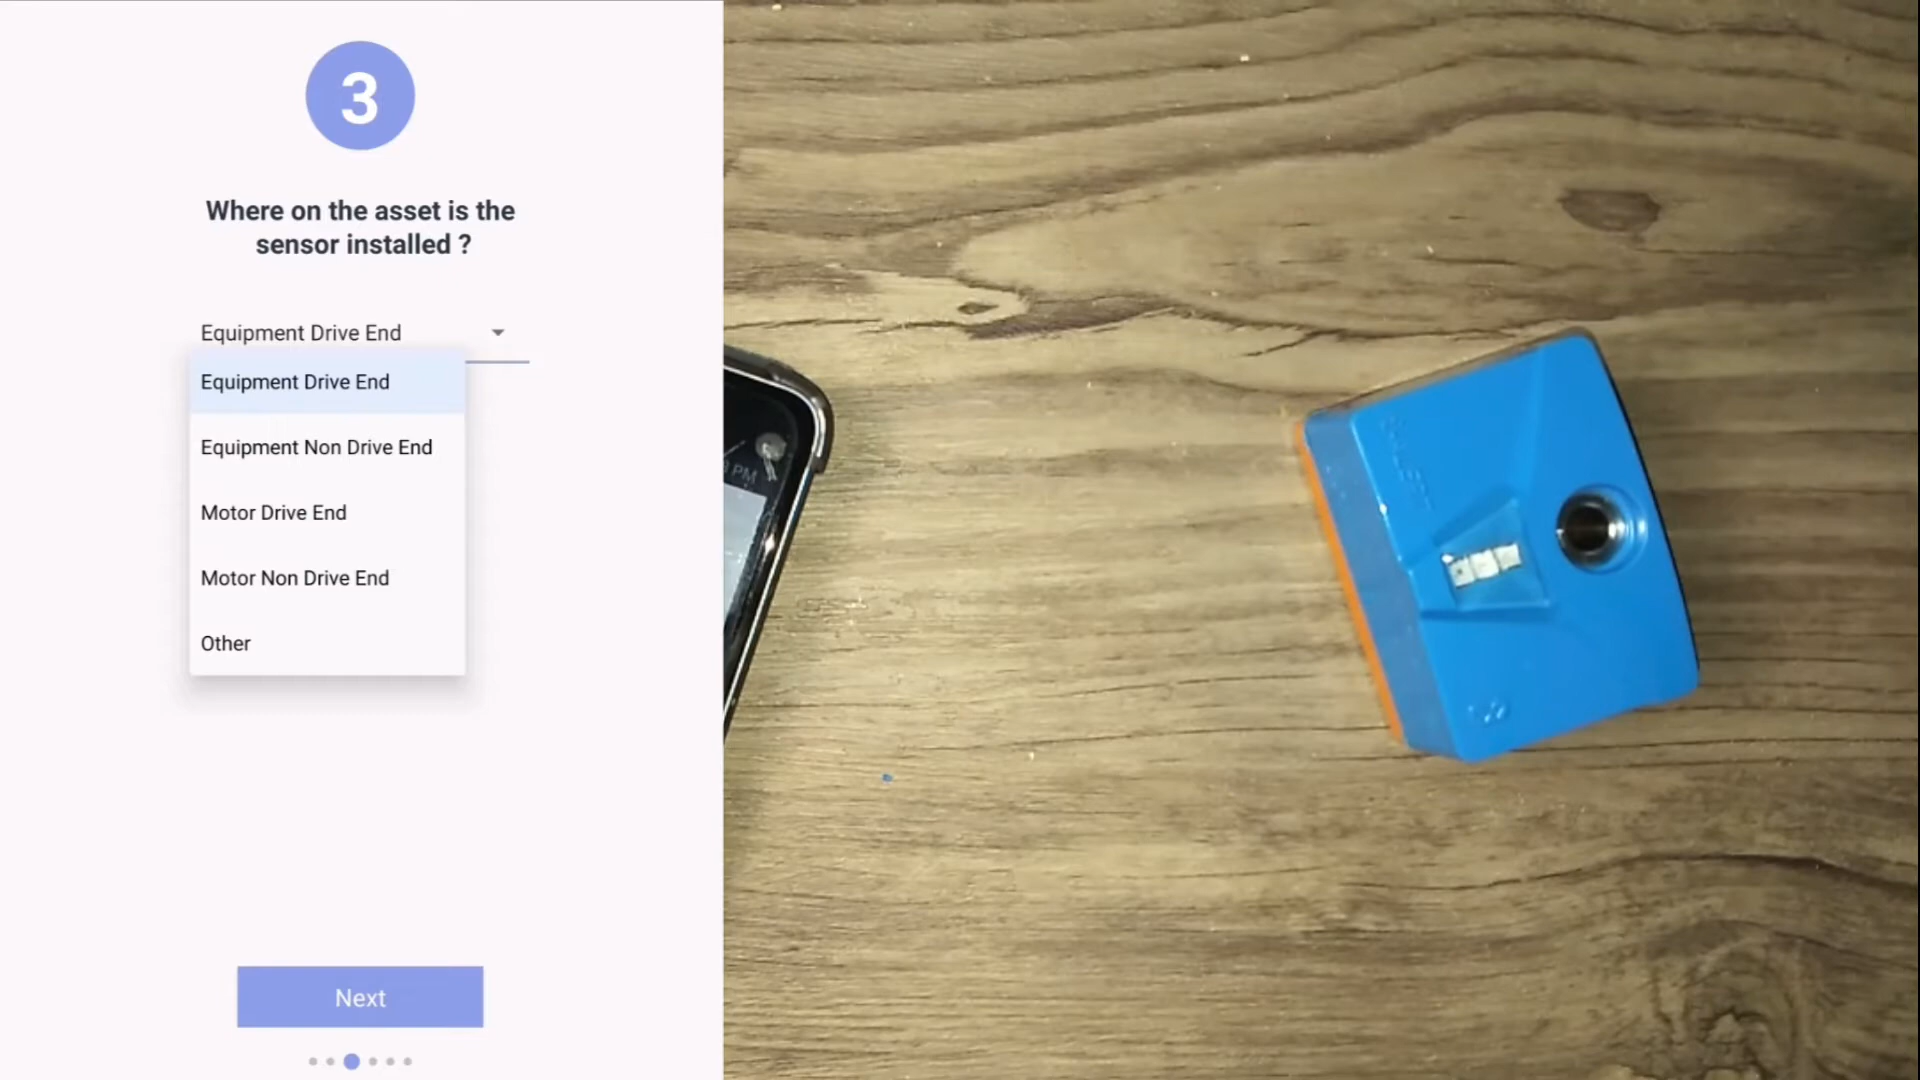 3
Where on the asset is the
sensor installed ?
Equipment Drive End
Equipment Drive End
Equipment Non Drive End
Motor Drive End
Motor Non Drive End
Other
Next
PM